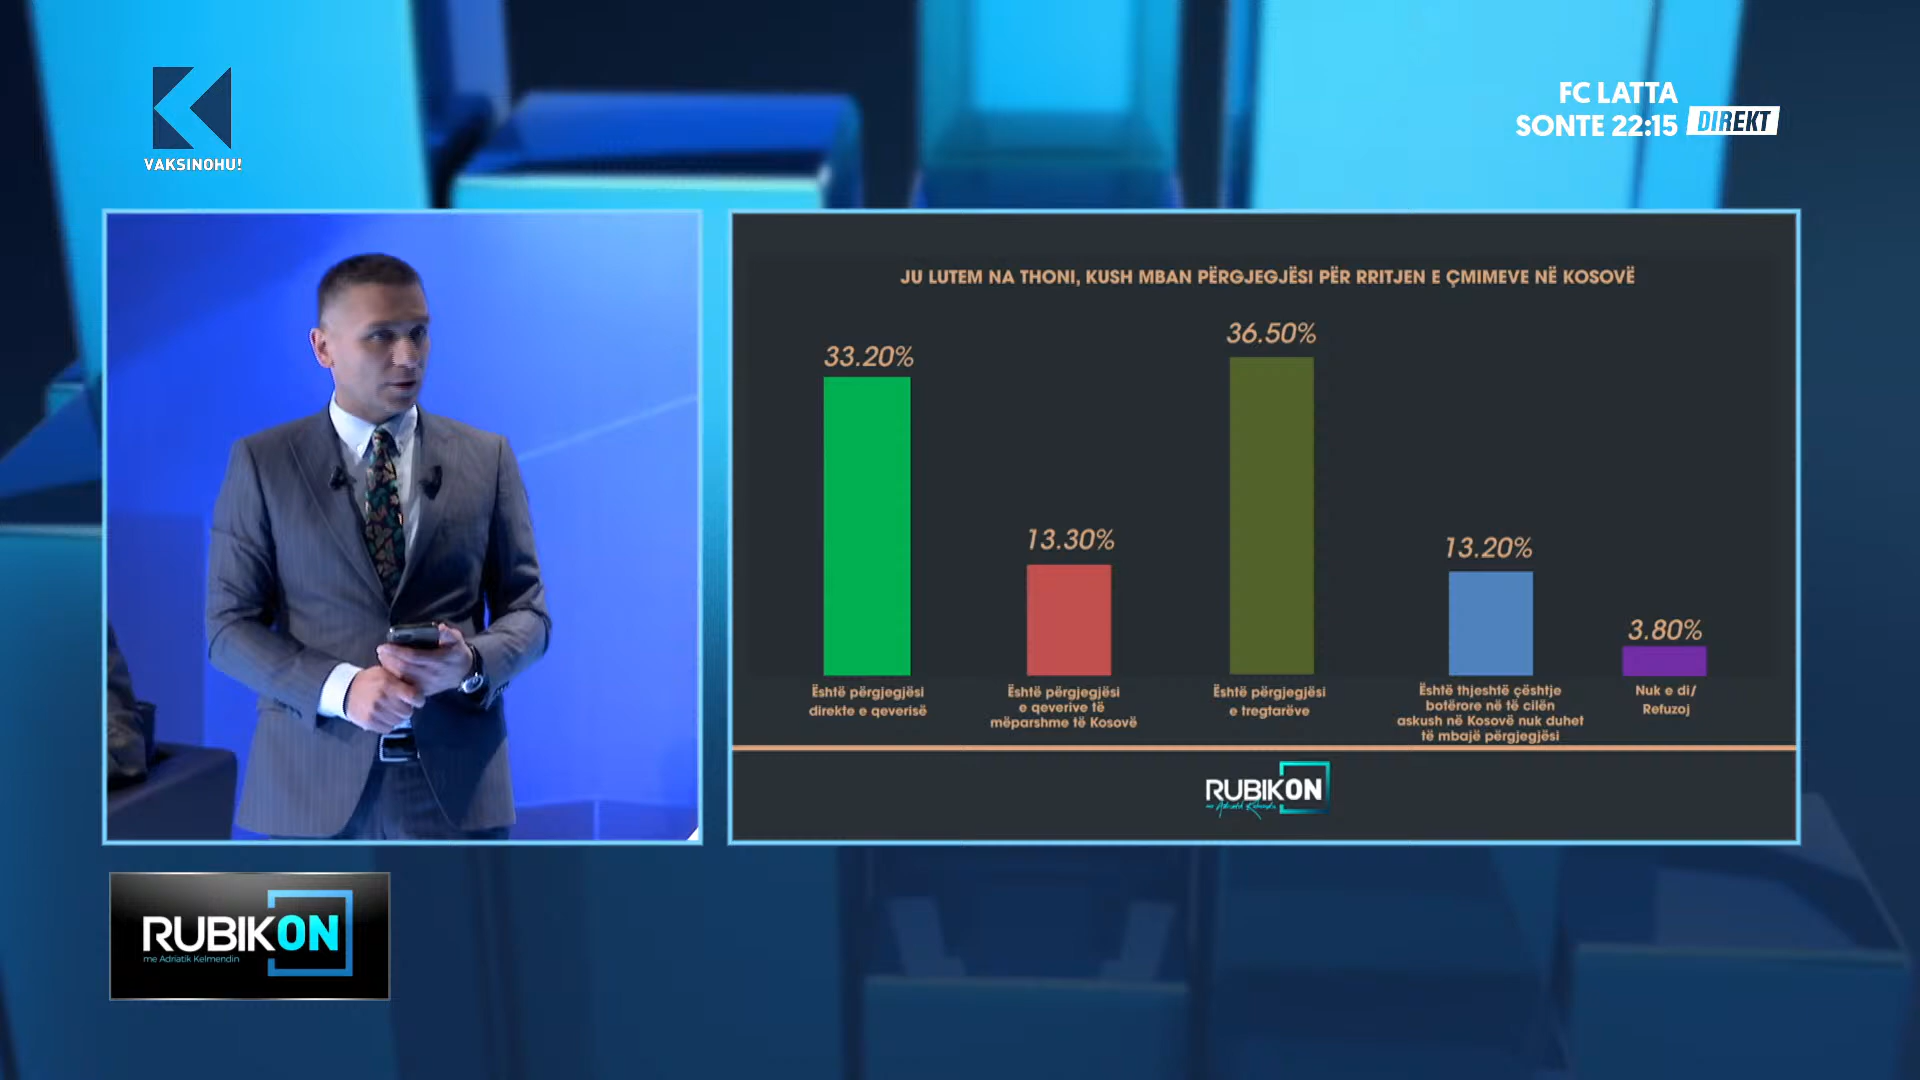 VAKSINOHU!
FC LATTA
SONTE 22:15 DIREKT
JU LUTEM NA THONI, KUSH MBAN PËRGJEGJËSI PËR RRITJEN E ÇMIMEVE NË KOSOVË
33.20%
13.30%
36.50%
13.20%
3.80%
Është përgjegjësi
direkte e qeverisë
Është përgjegjësi
e qeverive të
mëparshme të Kosovë
Është përgjegjësi
e tregtarëve
Është thjeshtë çështje
botërore në të cilën
askush në Kosovë nuk duhet
të mbajë përgjegjësi
Nuk e di/
Refuzoj
RUBIKON
me Adriatik Kelmendin
RUBIKON
me Adriatik Kelmendin